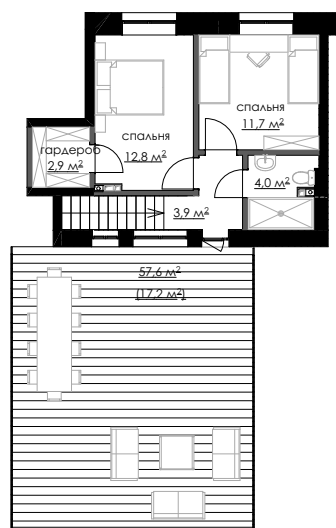 спальня
11,7 м²
спальня
12,8 м²
гардероб
2,9 м²
4,0 м²
3,9 м²
57,6 м²
(17,2 м²)